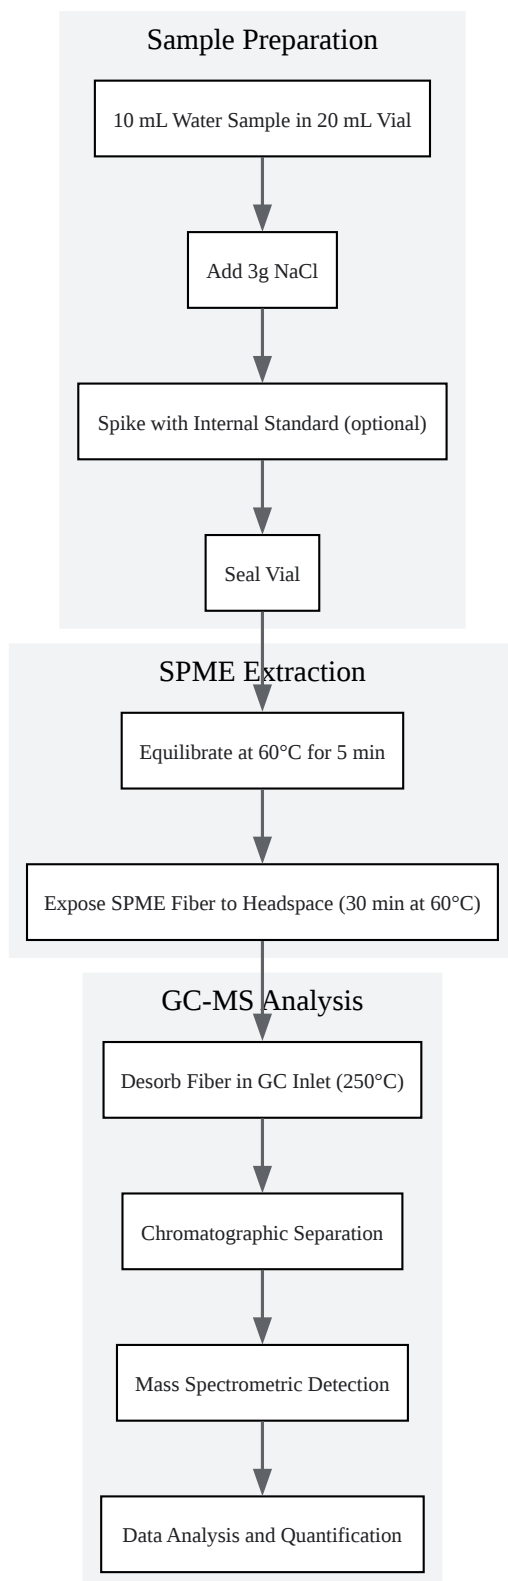 Sample Preparation
10 mL Water Sample in 20 mL Vial
Add 3g NaCl
Spike with Internal Standard (optional)
Seal Vial
SPME Extraction
Equilibrate at 60°C for 5 min
Expose SPME Fiber to Headspace (30 min at 60°C)
GC-MS Analysis
Desorb Fiber in GC Inlet (250°C)
Chromatographic Separation
Mass Spectrometric Detection
Data Analysis and Quantification